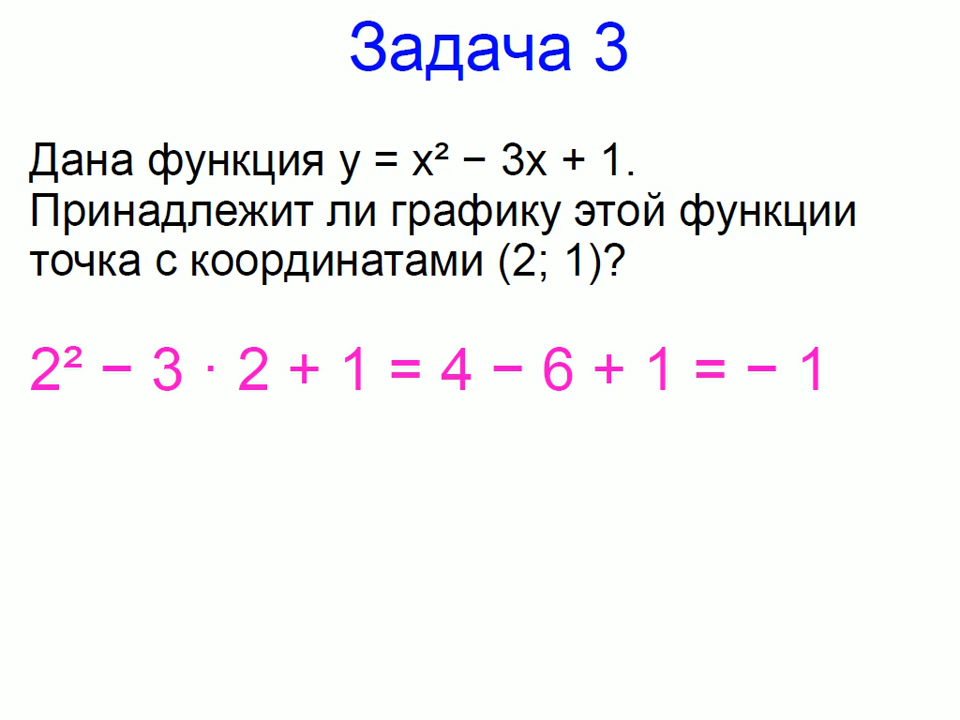 Задача 3
Дана функция y = x² − 3x + 1.
Принадлежит ли графику этой функции
точка с координатами (2; 1)?
2² − 3 · 2 + 1 = 4 − 6 + 1 = − 1